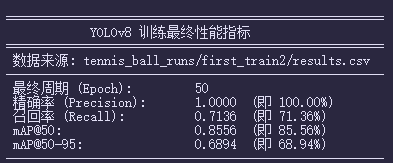 YOLOv8 训练最终性能指标
数据来源: tennis_ball_runs/first_train2/results.csv
最终周期 (Epoch): 50
精确率 (Precision): 1.0000 (即 100.00%)
召回率 (Recall): 0.7136 (即 71.36%)
mAP@50: 0.8556 (即 85.56%)
mAP@50-95: 0.6894 (即 68.94%)